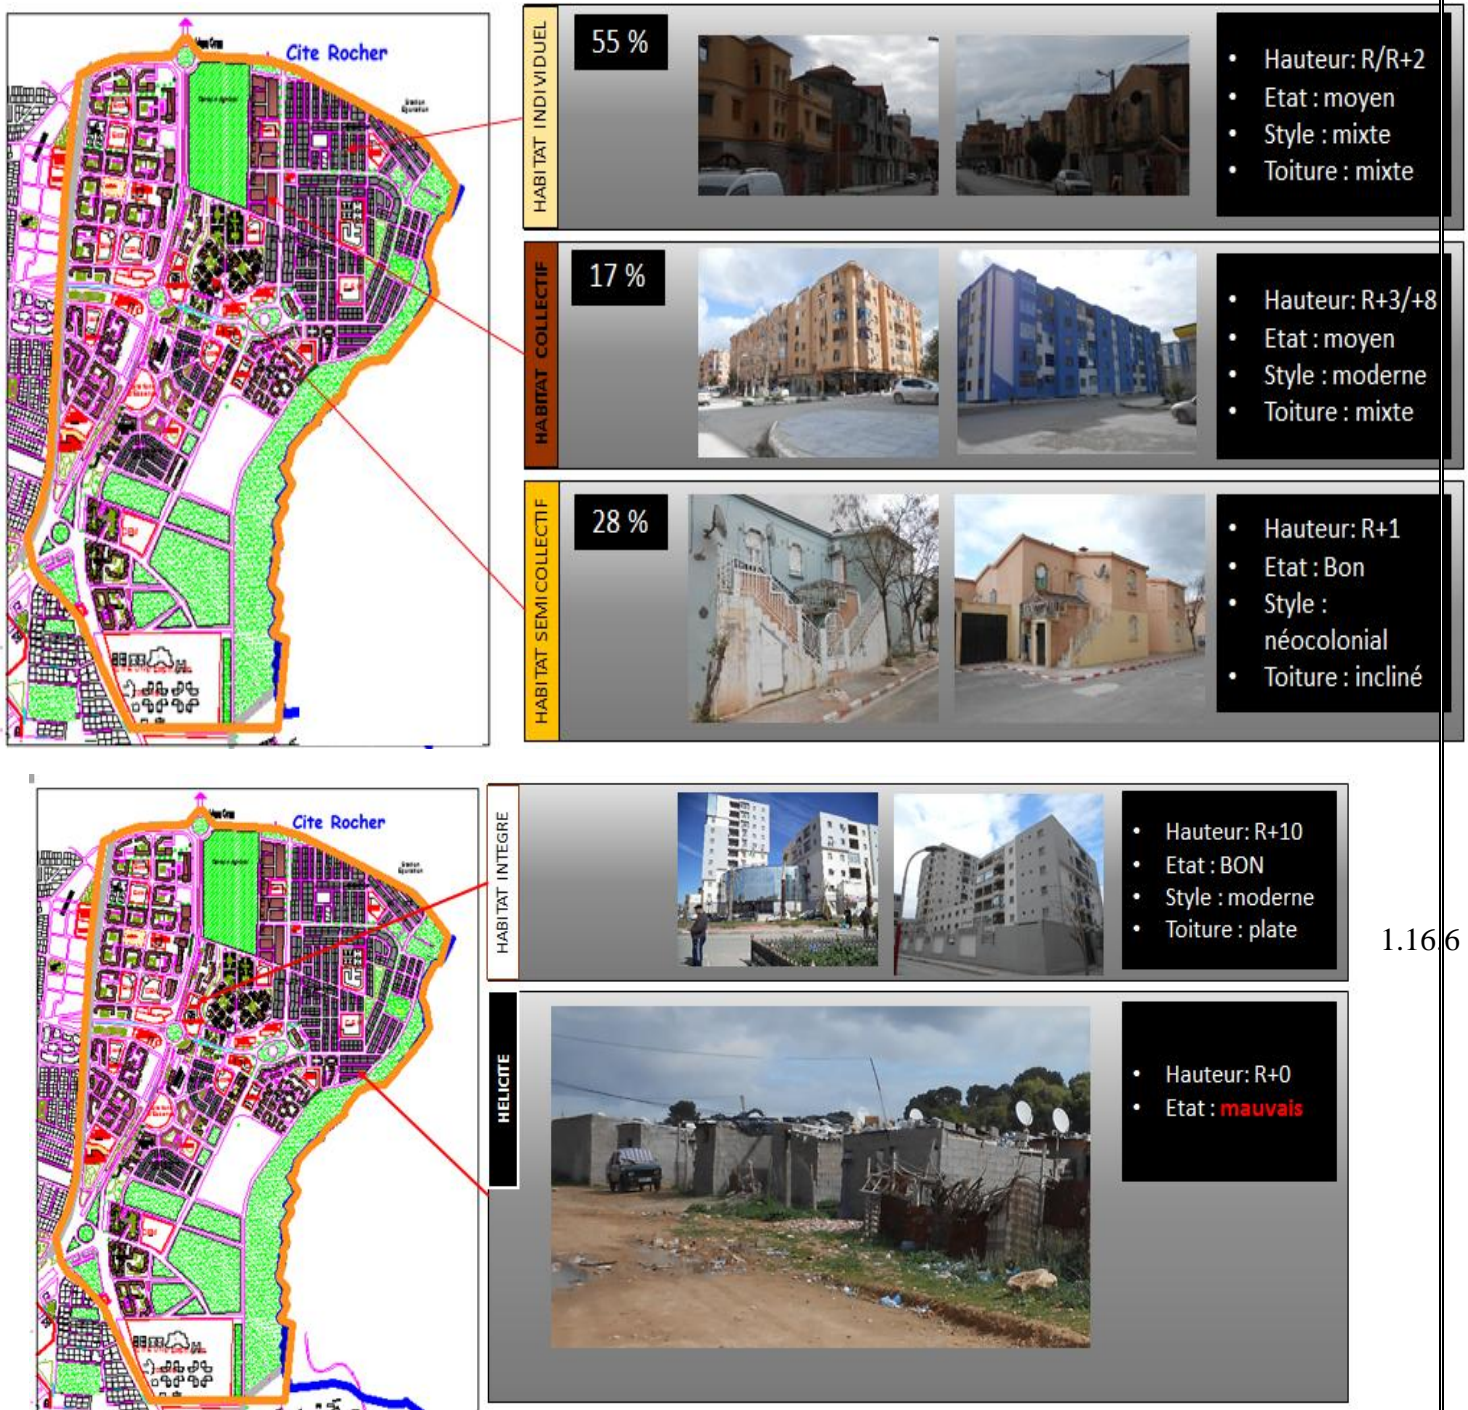 Cite Rocher
HABITAT INDIVIDUEL
55 %
• Hauteur: R/R+2
• Etat : moyen
• Style : mixte
• Toiture : mixte
HABITAT COLLECTIF
17 %
• Hauteur: R+3/+8
• Etat : moyen
• Style : moderne
• Toiture : mixte
HABITAT SEMI COLLECTIF
28 %
• Hauteur: R+1
• Etat : Bon
• Style :
néocolonial
• Toiture : incliné
Cite Rocher
HABITAT INTEGRE
• Hauteur: R+10
• Etat : BON
• Style : moderne
• Toiture : plate
1.16.6
HELICITE
• Hauteur: R+0
• Etat : mauvais